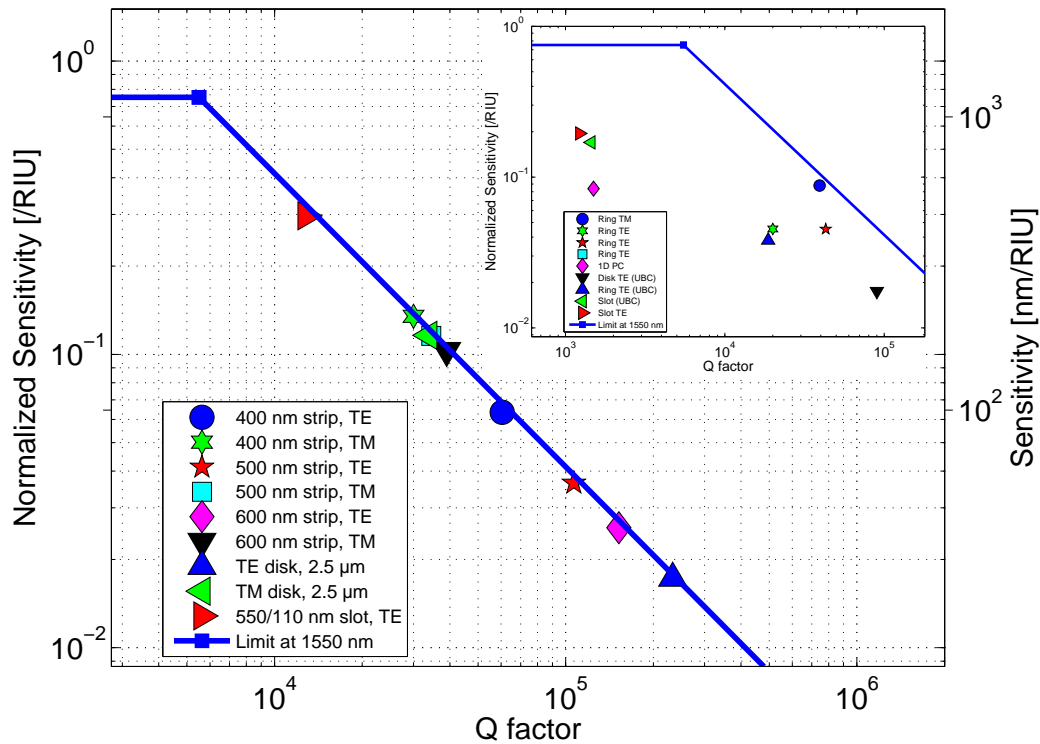 10^0
10^-1
10^-2
Normalized Sensitivity [/RIU]
10^4
10^5
10^6
Q factor
10^3
10^2
Sensitivity [nm/RIU]
400 nm strip, TE
400 nm strip, TM
500 nm strip, TE
500 nm strip, TM
600 nm strip, TE
600 nm strip, TM
TE disk, 2.5 µm
TM disk, 2.5 µm
550/110 nm slot, TE
Limit at 1550 nm
10^0
10^-1
10^-2
Normalized Sensitivity [/RIU]
10^3
10^4
10^5
Q factor
Ring TM
Ring TE
Ring TE
Ring TE
1D PC
Disk TE (UBC)
Ring TE (UBC)
Slot (UBC)
Slot TE
Limit at 1550 nm